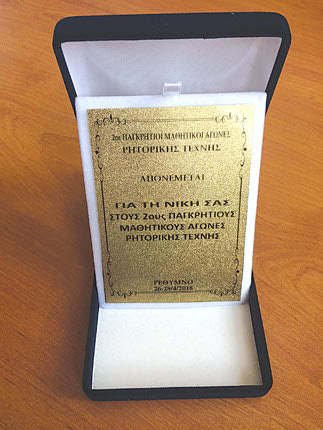 2οι ΠΑΓΚΡΗΤΙΟΙ ΜΑΘΗΤΙΚΟΙ ΑΓΩΝΕΣ
ΡΗΤΟΡΙΚΗΣ ΤΕΧΝΗΣ
ΑΠΟΝΕΜΕΤΑΙ
ΓΙΑ ΤΗ ΝΙΚΗ ΣΑΣ
ΣΤΟΥΣ 2ους ΠΑΓΚΡΗΤΙΟΥΣ
ΜΑΘΗΤΙΚΟΥΣ ΑΓΩΝΕΣ
ΡΗΤΟΡΙΚΗΣ ΤΕΧΝΗΣ
ΡΕΘΥΜΝΟ